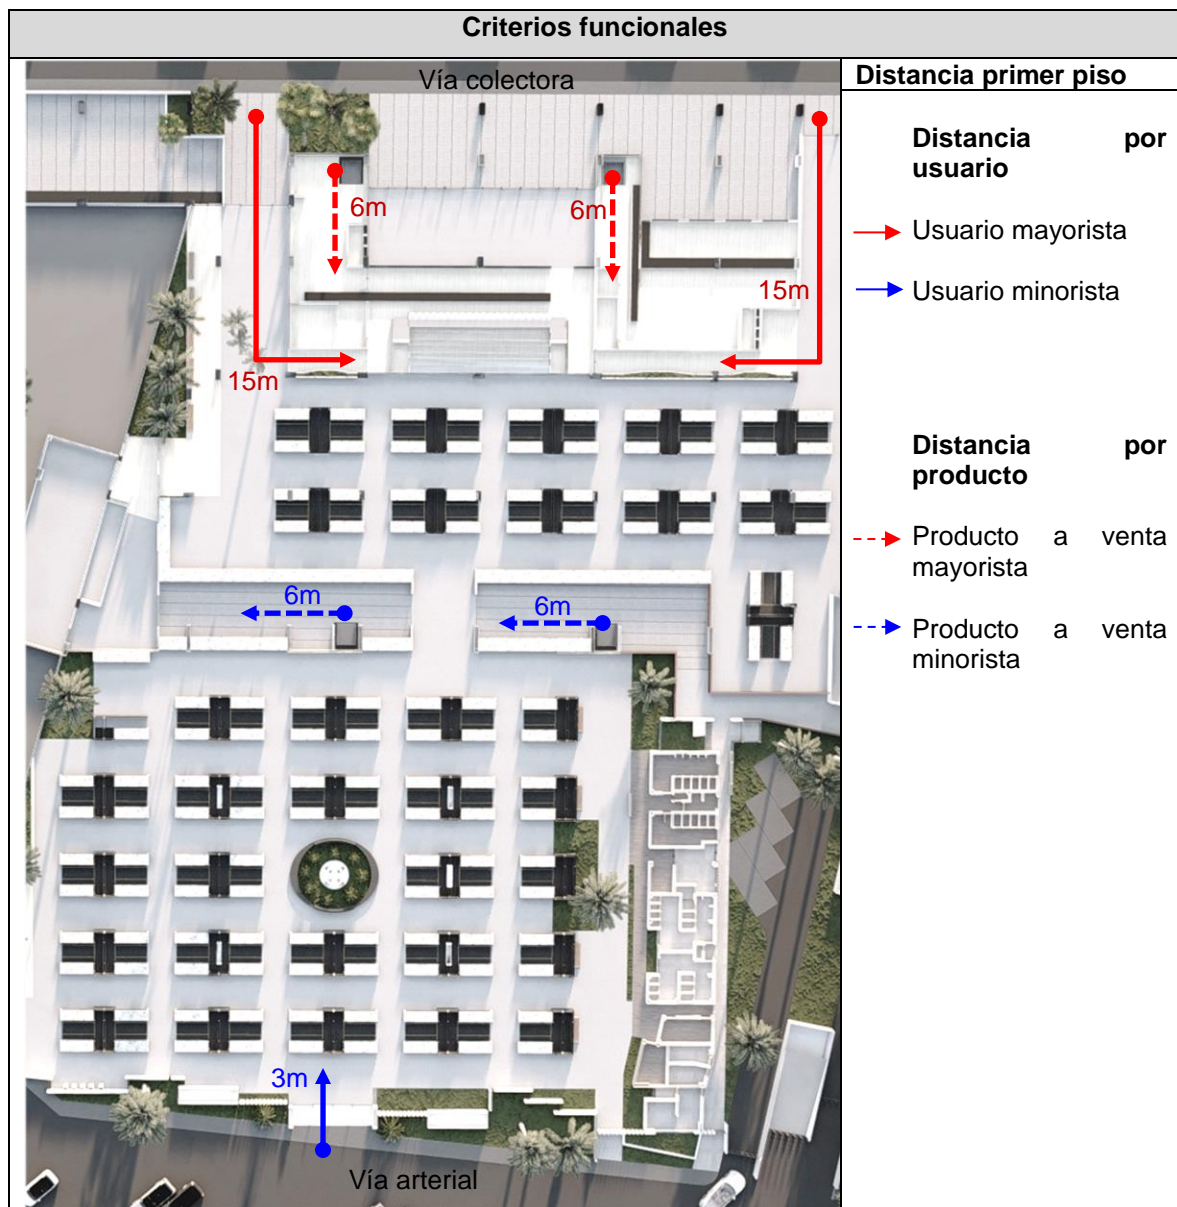 Criterios funcionales
Vía colectora
Distancia primer piso
Distancia por
usuario
Usuario mayorista
Usuario minorista
6m
6m
15m
15m
Distancia por
producto
Producto a venta
mayorista
Producto a venta
minorista
6m
6m
3m
Vía arterial